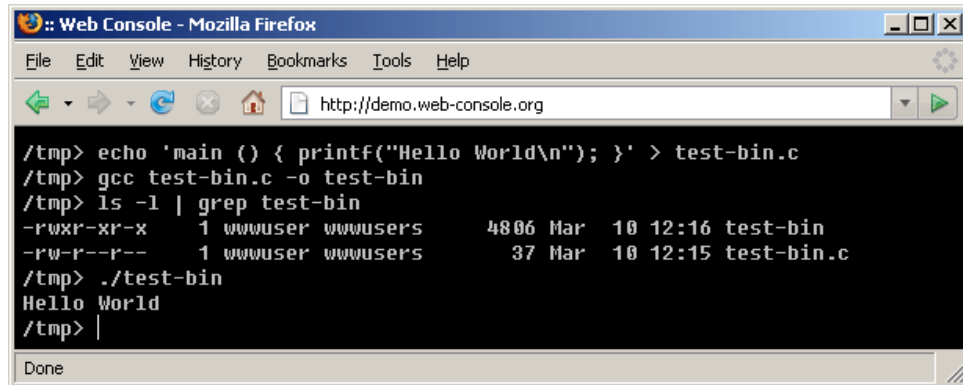 :: Web Console - Mozilla Firefox
File Edit View History Bookmarks Tools Help
http://demo.web-console.org
/tmp> echo 'main () { printf("Hello World\n"); }' > test-bin.c
/tmp> gcc test-bin.c -o test-bin
/tmp> ls -l | grep test-bin
-rwxr-xr-x    1 wwwuser wwwusers     4806 Mar  10 12:16 test-bin
-rw-r--r--    1 wwwuser wwwusers       37 Mar  10 12:15 test-bin.c
/tmp> ./test-bin
Hello World
/tmp>
Done